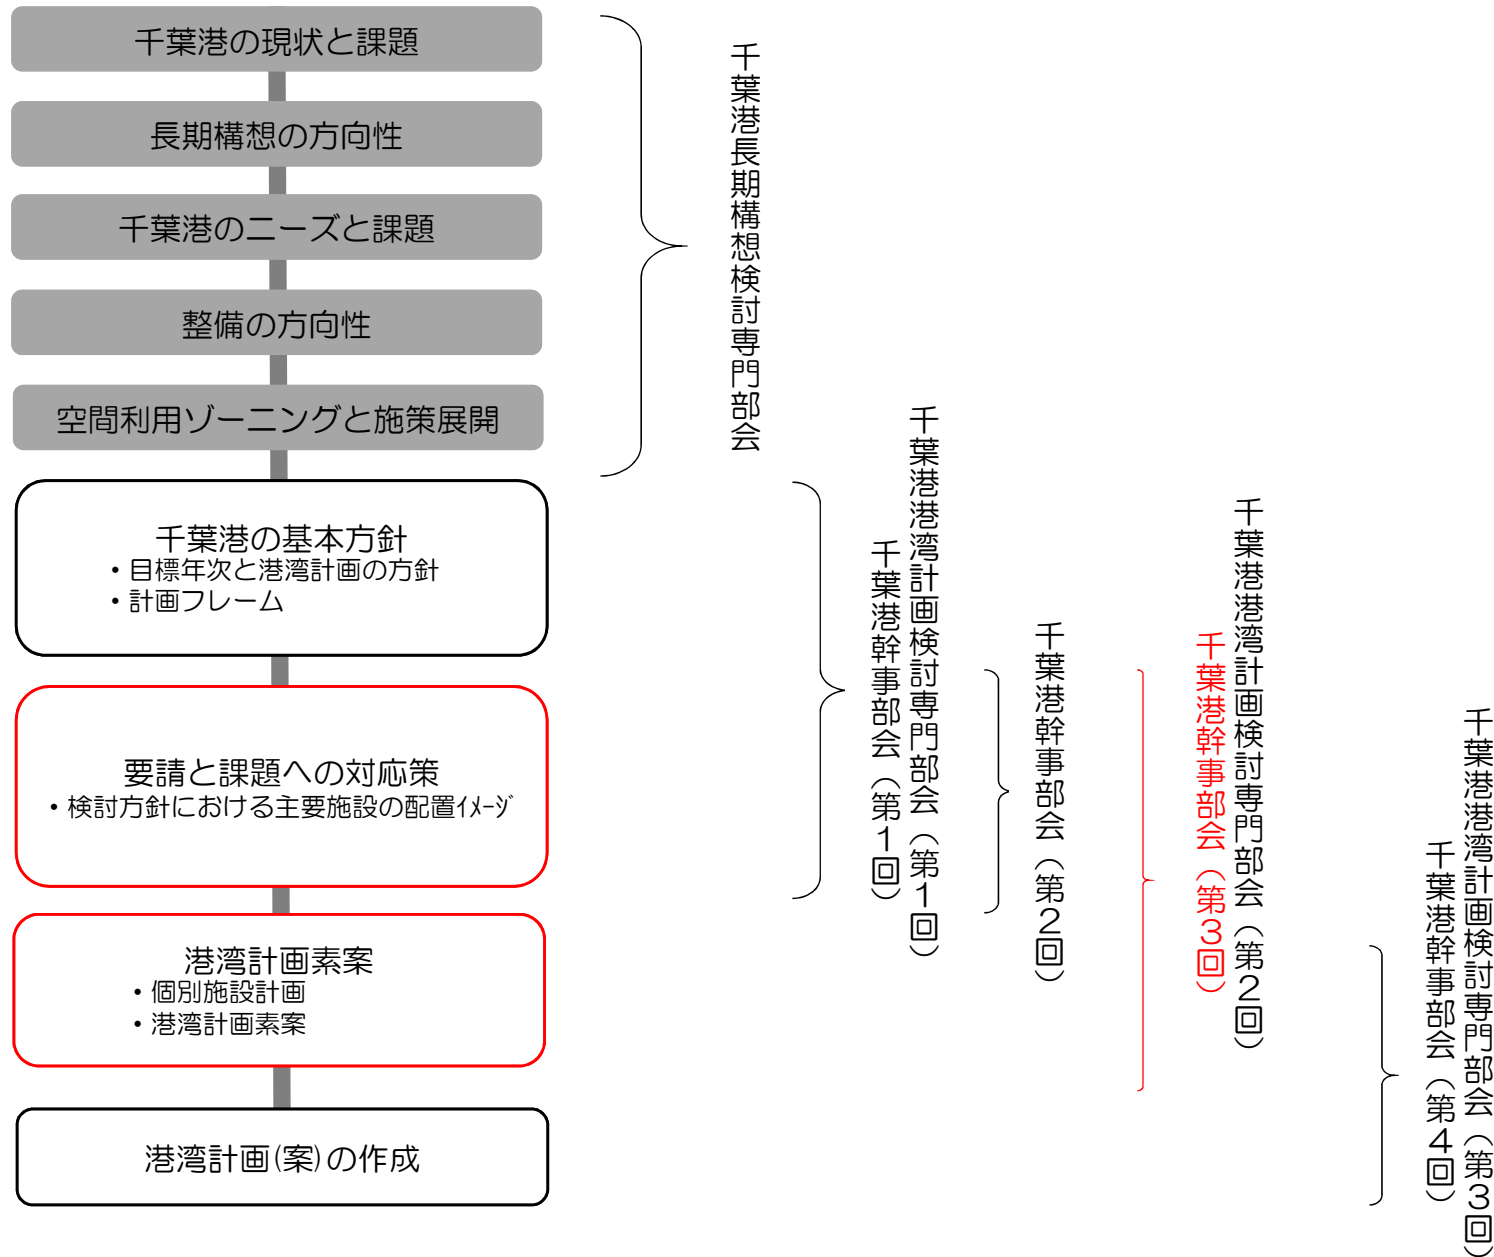 千葉港の現状と課題
長期構想の方向性
千葉港のニーズと課題
整備の方向性
空間利用ゾーニングと施策展開
千葉港の基本方針
・目標年次と港湾計画の方針
・計画フレーム
要請と課題への対応策
・検討方針における主要施設の配置ｲﾒｰｼﾞ
港湾計画素案
・個別施設計画
・港湾計画素案
港湾計画(案)の作成
千葉港長期構想検討専門部会
千葉港港湾計画検討専門部会（第１回）
千葉港幹事部会（第１回）
千葉港幹事部会（第２回）
千葉港港湾計画検討専門部会（第２回）
千葉港幹事部会（第３回）
千葉港港湾計画検討専門部会（第３回）
千葉港幹事部会（第４回）